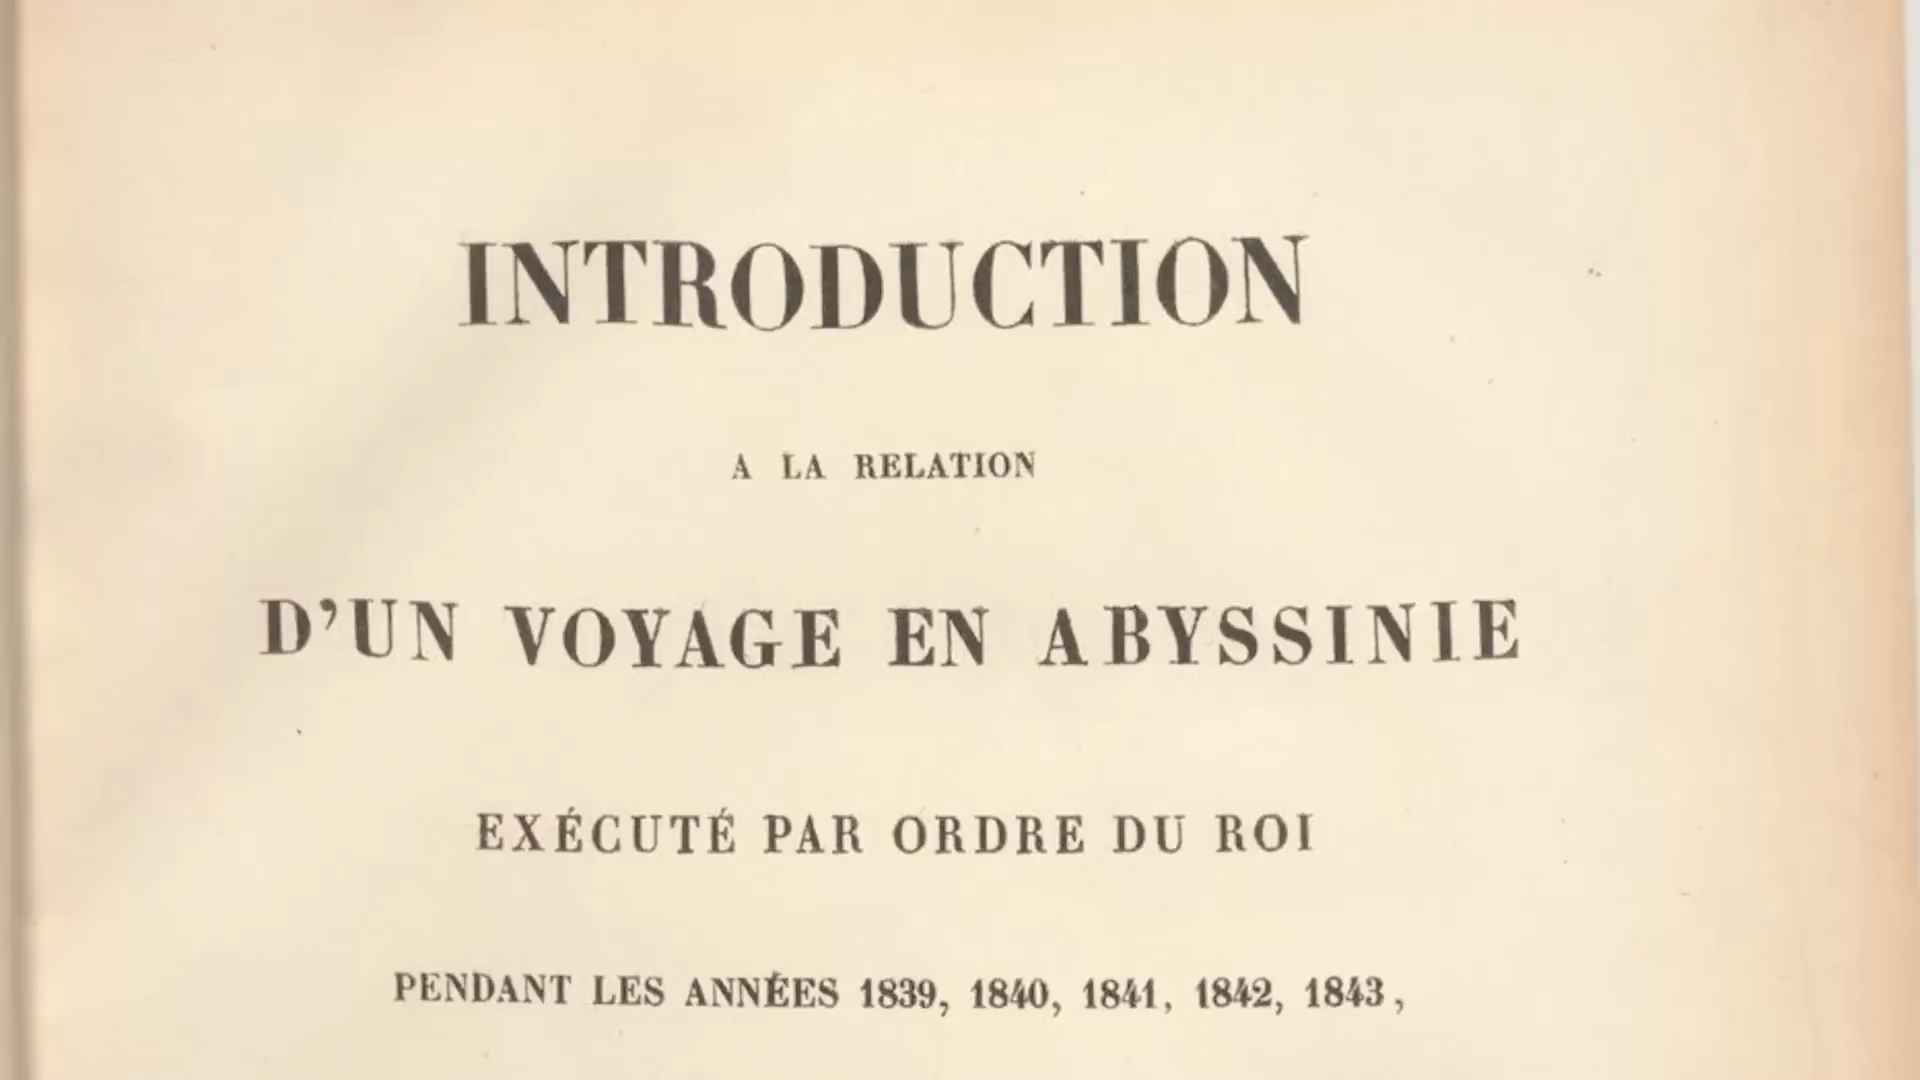 INTRODUCTION
A LA RELATION
D'UN VOYAGE EN ABYSSINIE
EXÉCUTÉ PAR ORDRE DU ROI
PENDANT LES ANNÉES 1839, 1840, 1841, 1842, 1843,